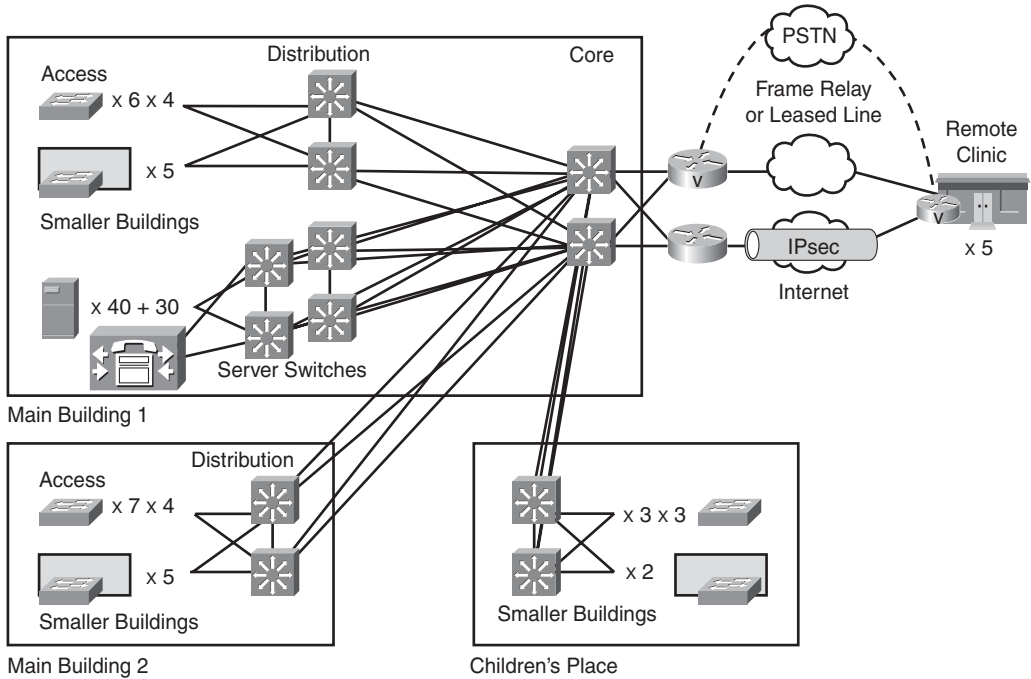 PSTN
Distribution
Core
Access
x 6 x 4
Frame Relay
or Leased Line
Remote
Clinic
V
x 5
Smaller Buildings
V
IPsec
x 5
Internet
x 40 + 30
Server Switches
Main Building 1
Distribution
Access
x 7 x 4
x 5
Smaller Buildings
Main Building 2
x 3 x 3
x 2
Smaller Buildings
Children's Place